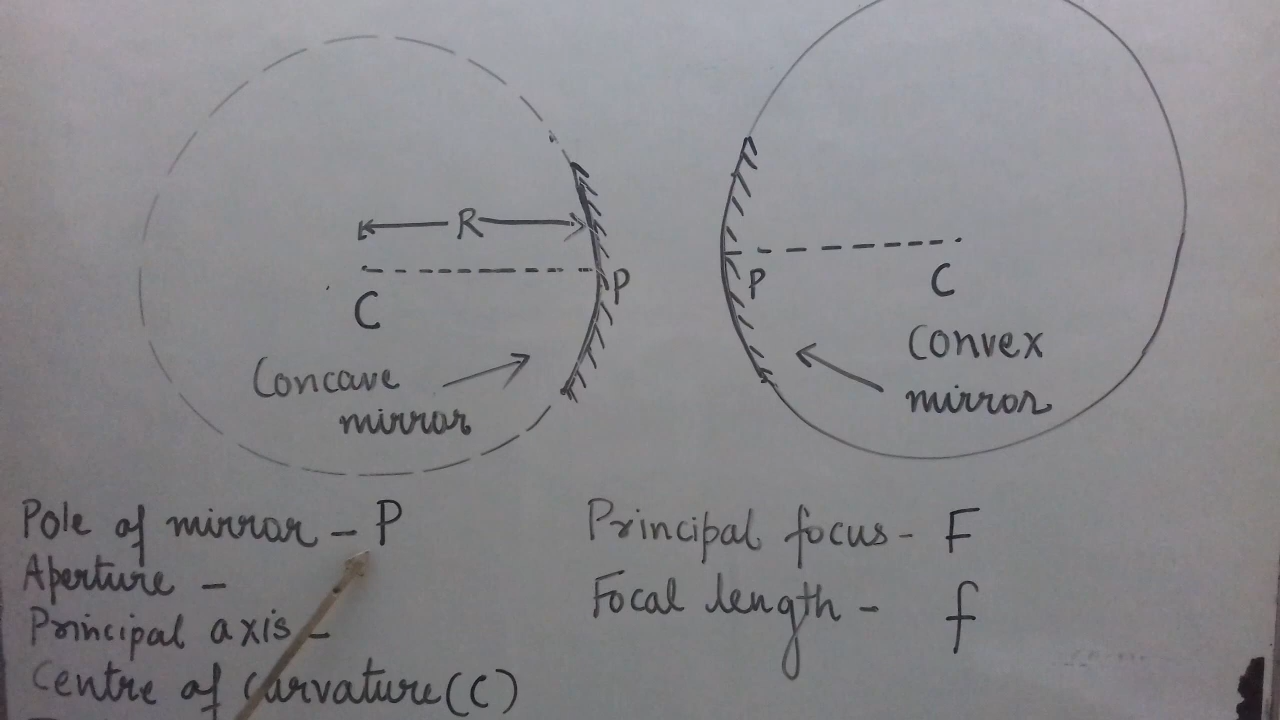 R
C
P
Concave
mirror
P
C
Convex
mirror
Pole of mirror - P
Aperture -
Principal axis -
Centre of curvature (C)
Principal focus - F
Focal length - f